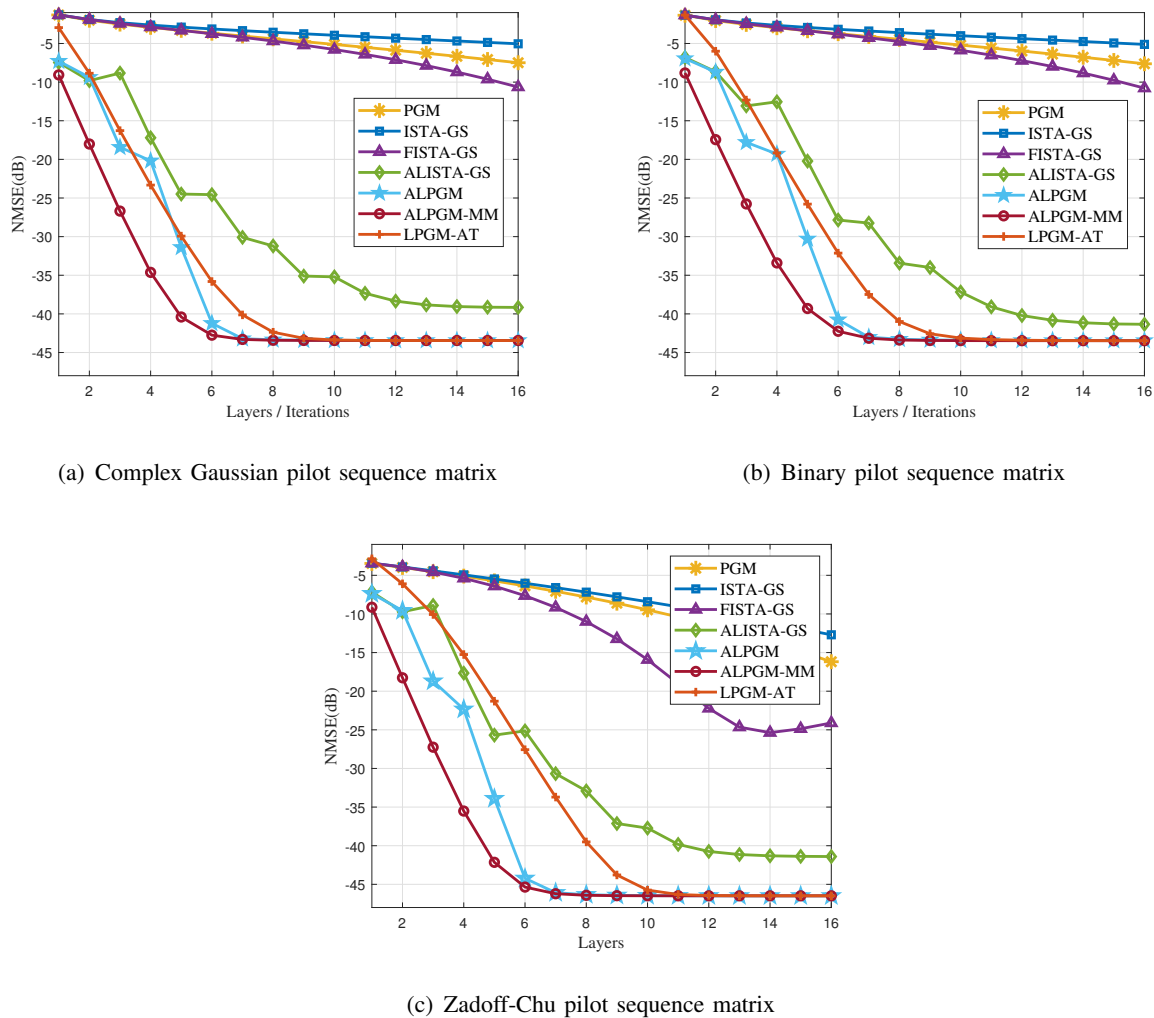 -5
-10
-15
-20
-25
-30
-35
-40
-45
NMSE(dB)
2 4 6 8 10 12 14 16
Layers / Iterations
PGM
ISTA-GS
FISTA-GS
ALISTA-GS
ALPGM
ALPGM-MM
LPGM-AT
(a) Complex Gaussian pilot sequence matrix
-5
-10
-15
-20
-25
-30
-35
-40
-45
NMSE(dB)
2 4 6 8 10 12 14 16
Layers / Iterations
PGM
ISTA-GS
FISTA-GS
ALISTA-GS
ALPGM
ALPGM-MM
LPGM-AT
(b) Binary pilot sequence matrix
-5
-10
-15
-20
-25
-30
-35
-40
-45
NMSE(dB)
2 4 6 8 10 12 14 16
Layers
PGM
ISTA-GS
FISTA-GS
ALISTA-GS
ALPGM
ALPGM-MM
LPGM-AT
(c) Zadoff-Chu pilot sequence matrix